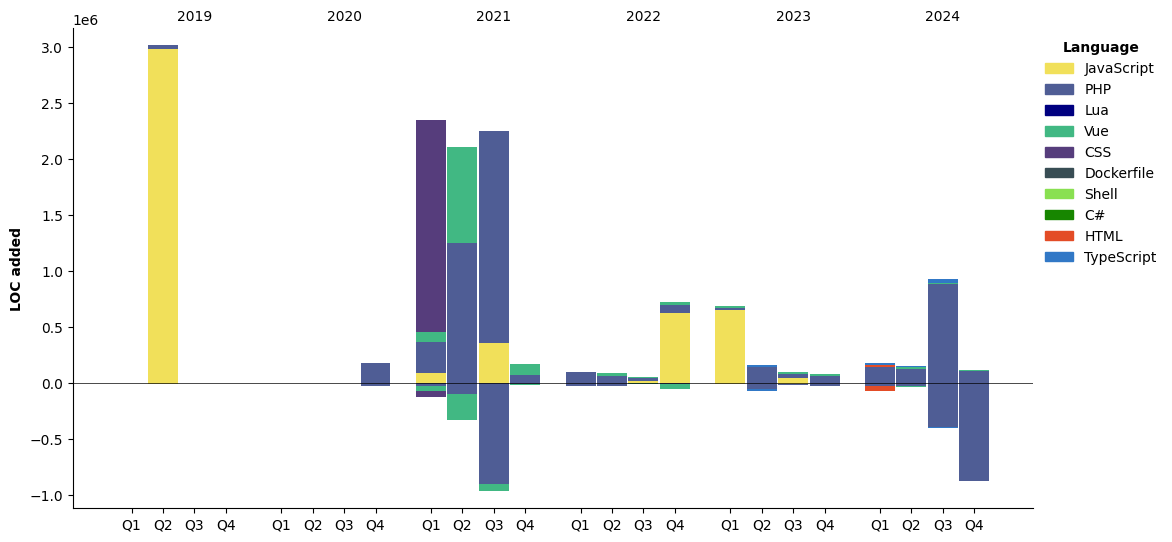 1e6
2019 2020 2021 2022 2023 2024
LOC added
3.0
2.5
2.0
1.5
1.0
0.5
0.0
−0.5
−1.0
Q1 Q2 Q3 Q4 Q1 Q2 Q3 Q4 Q1 Q2 Q3 Q4 Q1 Q2 Q3 Q4 Q1 Q2 Q3 Q4 Q1 Q2 Q3 Q4
Language
JavaScript
PHP
Lua
Vue
CSS
Dockerfile
Shell
C#
HTML
TypeScript